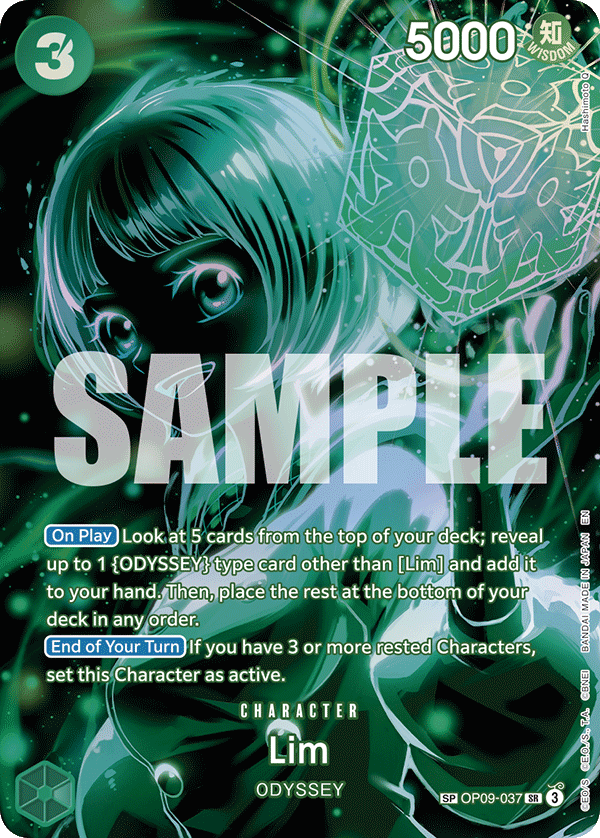 3
5000
知
WISDOM
Hashimoto Q
SAMPLE
On Play Look at 5 cards from the top of your deck; reveal
up to 1 {ODYSSEY} type card other than [Lim] and add it
to your hand. Then, place the rest at the bottom of your
deck in any order.
End of Your Turn If you have 3 or more rested Characters,
set this Character as active.
CHARACTER
Lim
ODYSSEY
SP OP09-037 SR 3
©E.O./S ©E.O./S., T.A. ©BNEI BANDAI MADE IN JAPAN EN